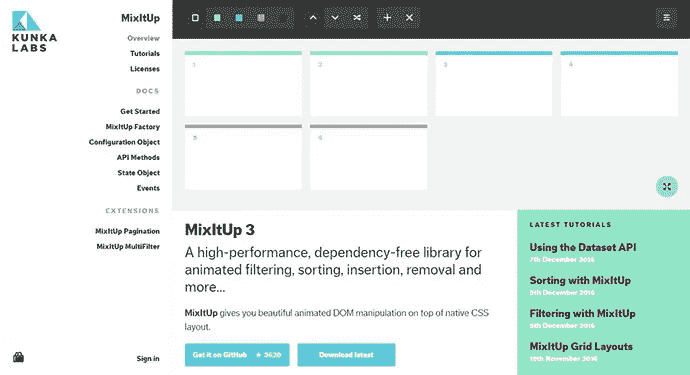 KUNKA
LABS
MixItUp
Overview
Tutorials
Licenses
DOCS
Get Started
MixItUp Factory
Configuration Object
API Methods
State Object
Events
EXTENSIONS
MixItUp Pagination
MixItUp MultiFilter
Sign in
1
2
3
4
5
6
MixItUp 3
A high-performance, dependency-free library for
animated filtering, sorting, insertion, removal and
more...
MixItUp gives you beautiful animated DOM manipulation on top of native CSS
layout.
Get it on GitHub ★ 3620
Download latest
LATEST TUTORIALS
Using the Dataset API
7th December 2016
Sorting with MixItUp
5th December 2016
Filtering with MixItUp
5th December 2016
MixItUp Grid Layouts
November 2016